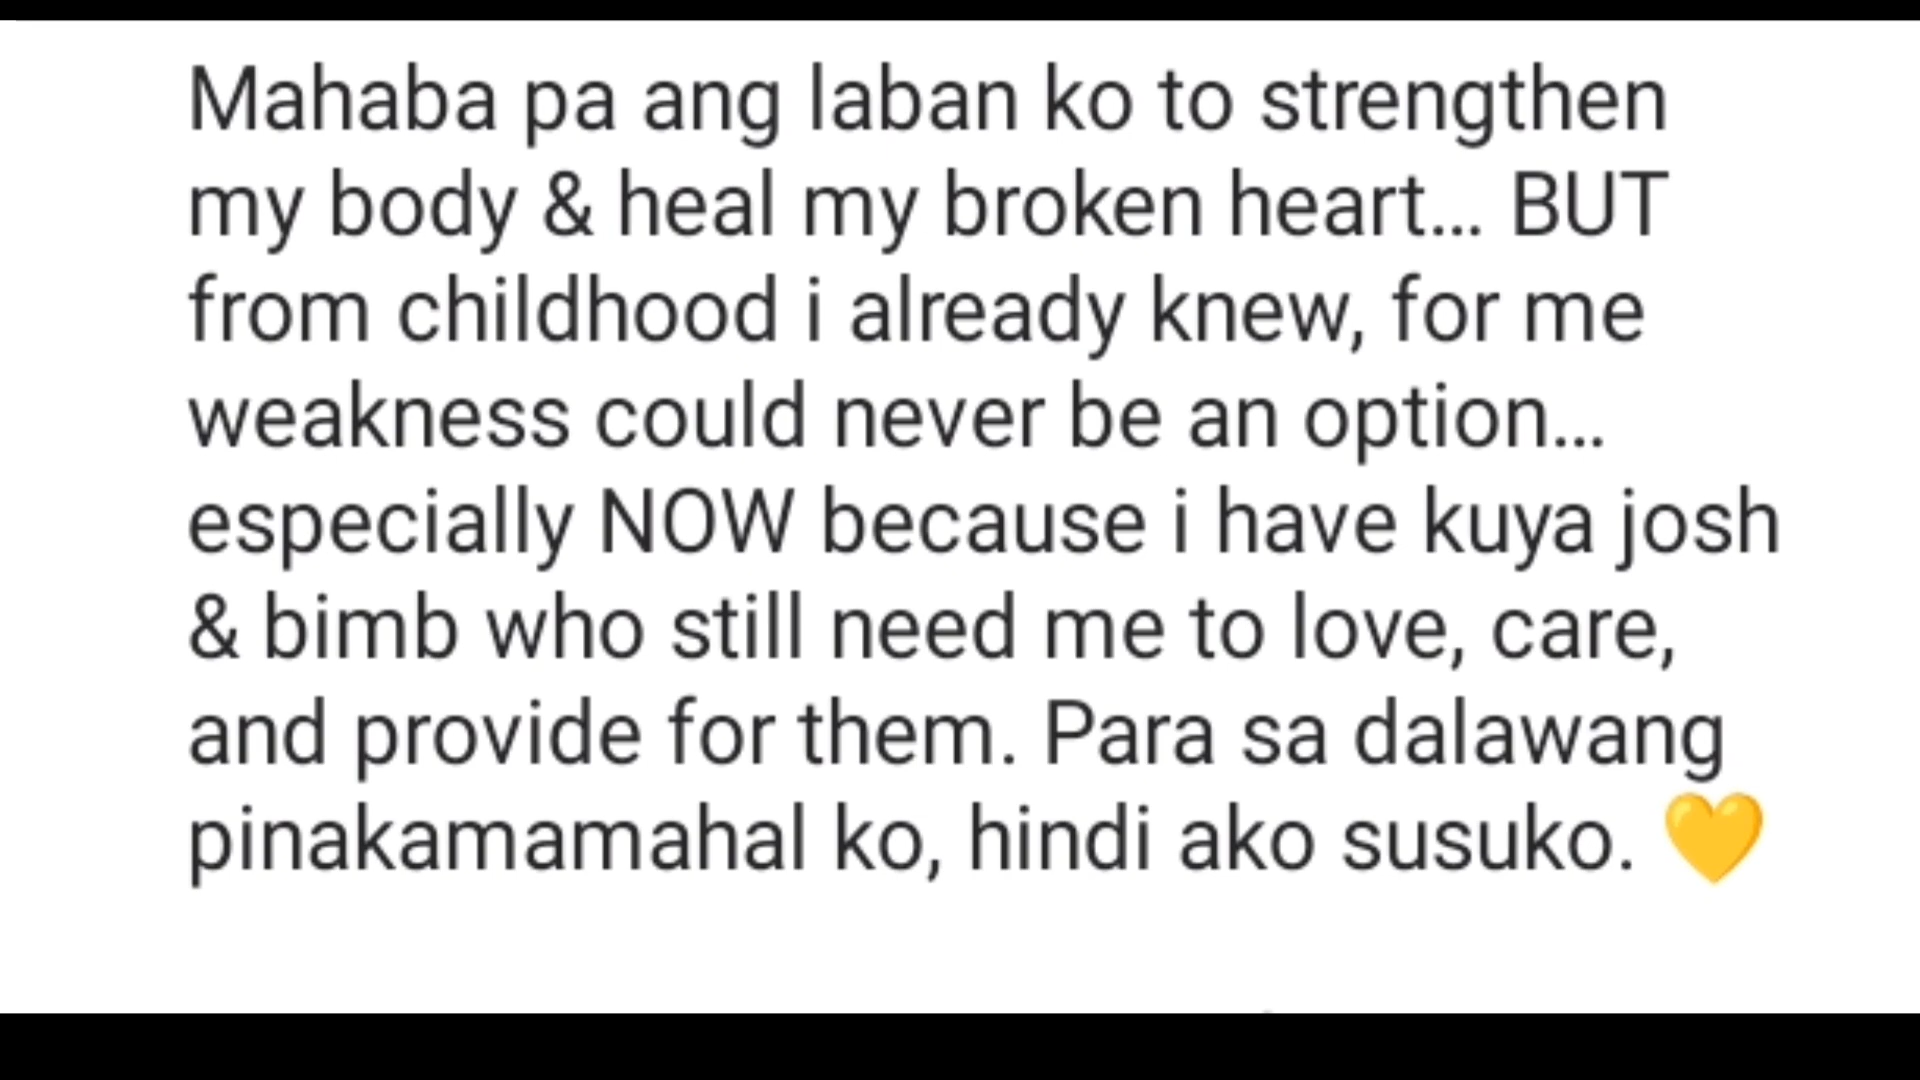 Mahaba pa ang laban ko to strengthen
my body & heal my broken heart... BUT
from childhood i already knew, for me
weakness could never be an option...
especially NOW because i have kuya josh
& bimb who still need me to love, care,
and provide for them. Para sa dalawang
pinakamamahal ko, hindi ako susuko. 💛